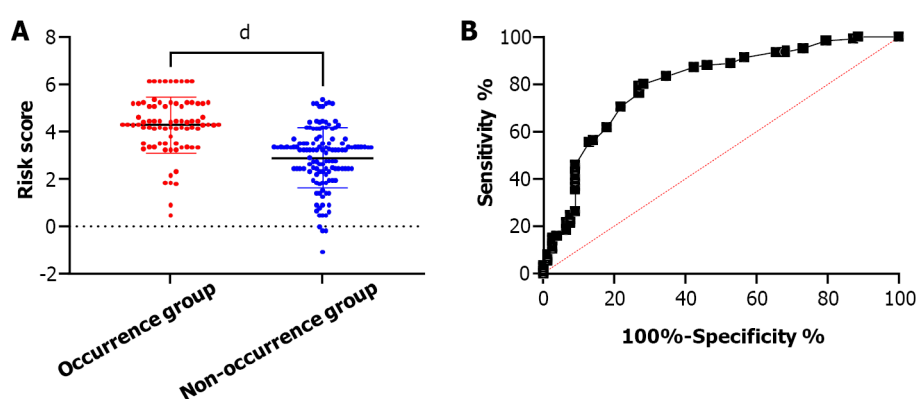 A
d
8
6
4
2
0
-2
Risk score
Occurrence group
Non-occurrence group
B
100
80
60
40
20
0
Sensitivity %
0 20 40 60 80 100
100%-Specificity %